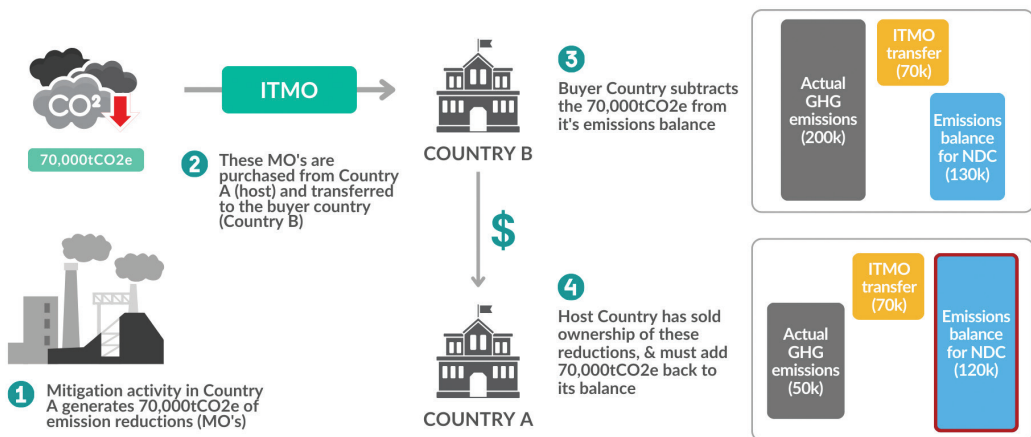 CO²
70,000tCO2e
1
Mitigation activity in Country
A generates 70,000tCO2e of
emission reductions (MO's)
ITMO
2
These MO's are
purchased from Country
A (host) and transferred
to the buyer country
(Country B)
COUNTRY B
$
COUNTRY A
3
Buyer Country subtracts
the 70,000tCO2e from
it's emissions balance
Actual
GHG
emissions
(200k)
ITMO
transfer
(70k)
Emissions
balance
for NDC
(130k)
4
Host Country has sold
ownership of these
reductions, & must add
70,000tCO2e back to
its balance
Actual
GHG
emissions
(50k)
ITMO
transfer
(70k)
Emissions
balance
for NDC
(120k)